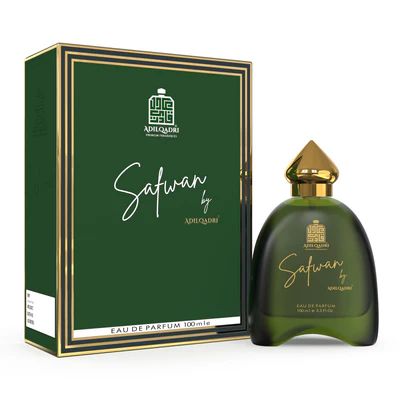 ADILQADRI
PREMIUM FRAGRANCES
Safwan
by
ADILQADRI
EAU DE PARFUM 100ml e
ADILQADRI
Safwan
by
ADILQADRI
EAU DE PARFUM
100ml e 3.3 Fl.Oz.